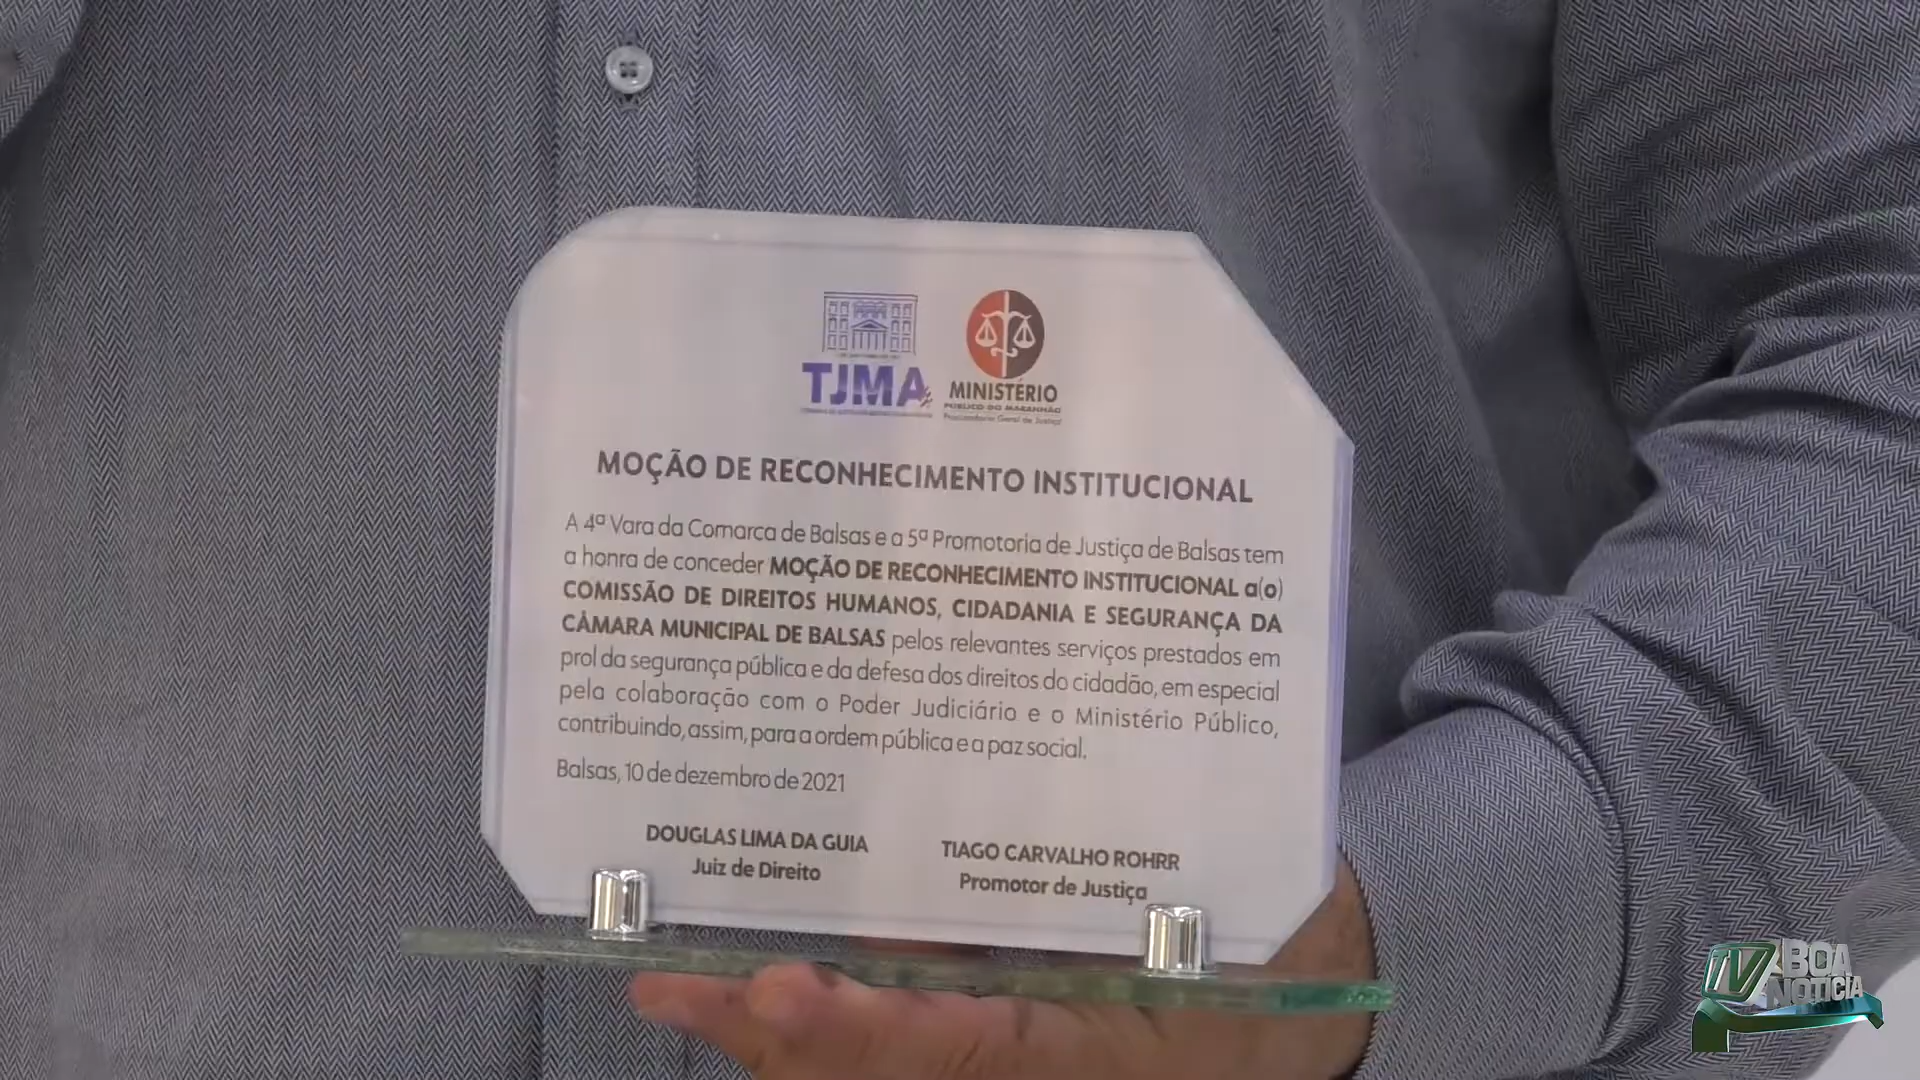 TJMA
MINISTÉRIO
PÚBLICO DO MARANHÃO
Procuradoria Geral de Justiça
MOÇÃO DE RECONHECIMENTO INSTITUCIONAL
A 4ª Vara da Comarca de Balsas e a 5ª Promotoria de Justiça de Balsas tem
a honra de conceder MOÇÃO DE RECONHECIMENTO INSTITUCIONAL a(o)
COMISSÃO DE DIREITOS HUMANOS, CIDADANIA E SEGURANÇA DA
CÂMARA MUNICIPAL DE BALSAS pelos relevantes serviços prestados em
prol da segurança pública e da defesa dos direitos do cidadão, em especial
pela colaboração com o Poder Judiciário e o Ministério Público,
contribuindo, assim, para a ordem pública e a paz social.
Balsas, 10 de dezembro de 2021
DOUGLAS LIMA DA GUIA
Juiz de Direito
TIAGO CARVALHO ROHRR
Promotor de Justiça
TV BOA
NOTÍCIA